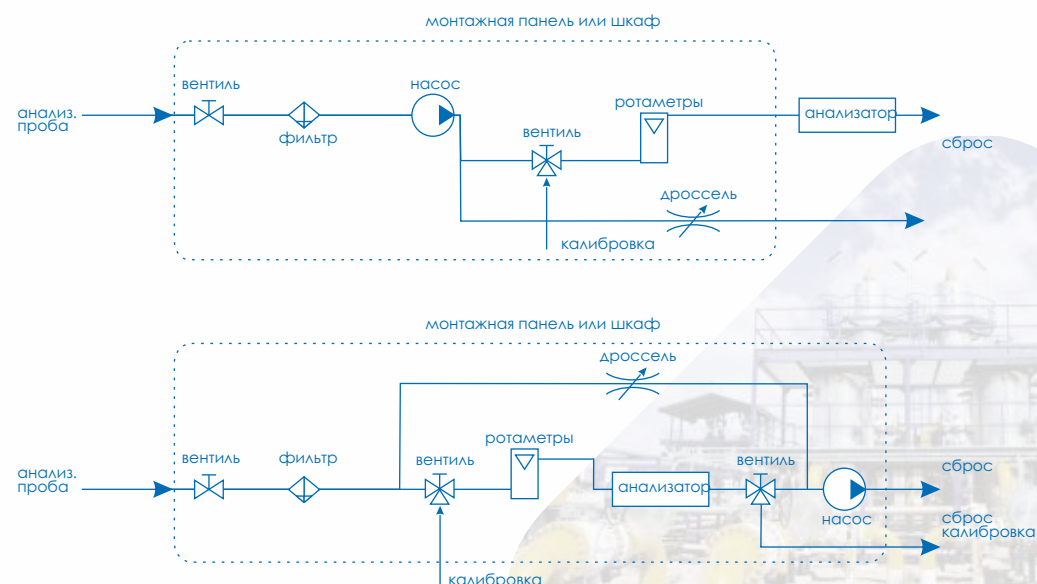 монтажная панель или шкаф
вентиль
насос
ротаметры
анализ.
проба
фильтр
вентиль
анализатор
сброс
дроссель
калибровка
монтажная панель или шкаф
дроссель
ротаметры
вентиль
фильтр
вентиль
вентиль
анализ.
проба
анализатор
сброс
насос
сброс
калибровка
калибровка